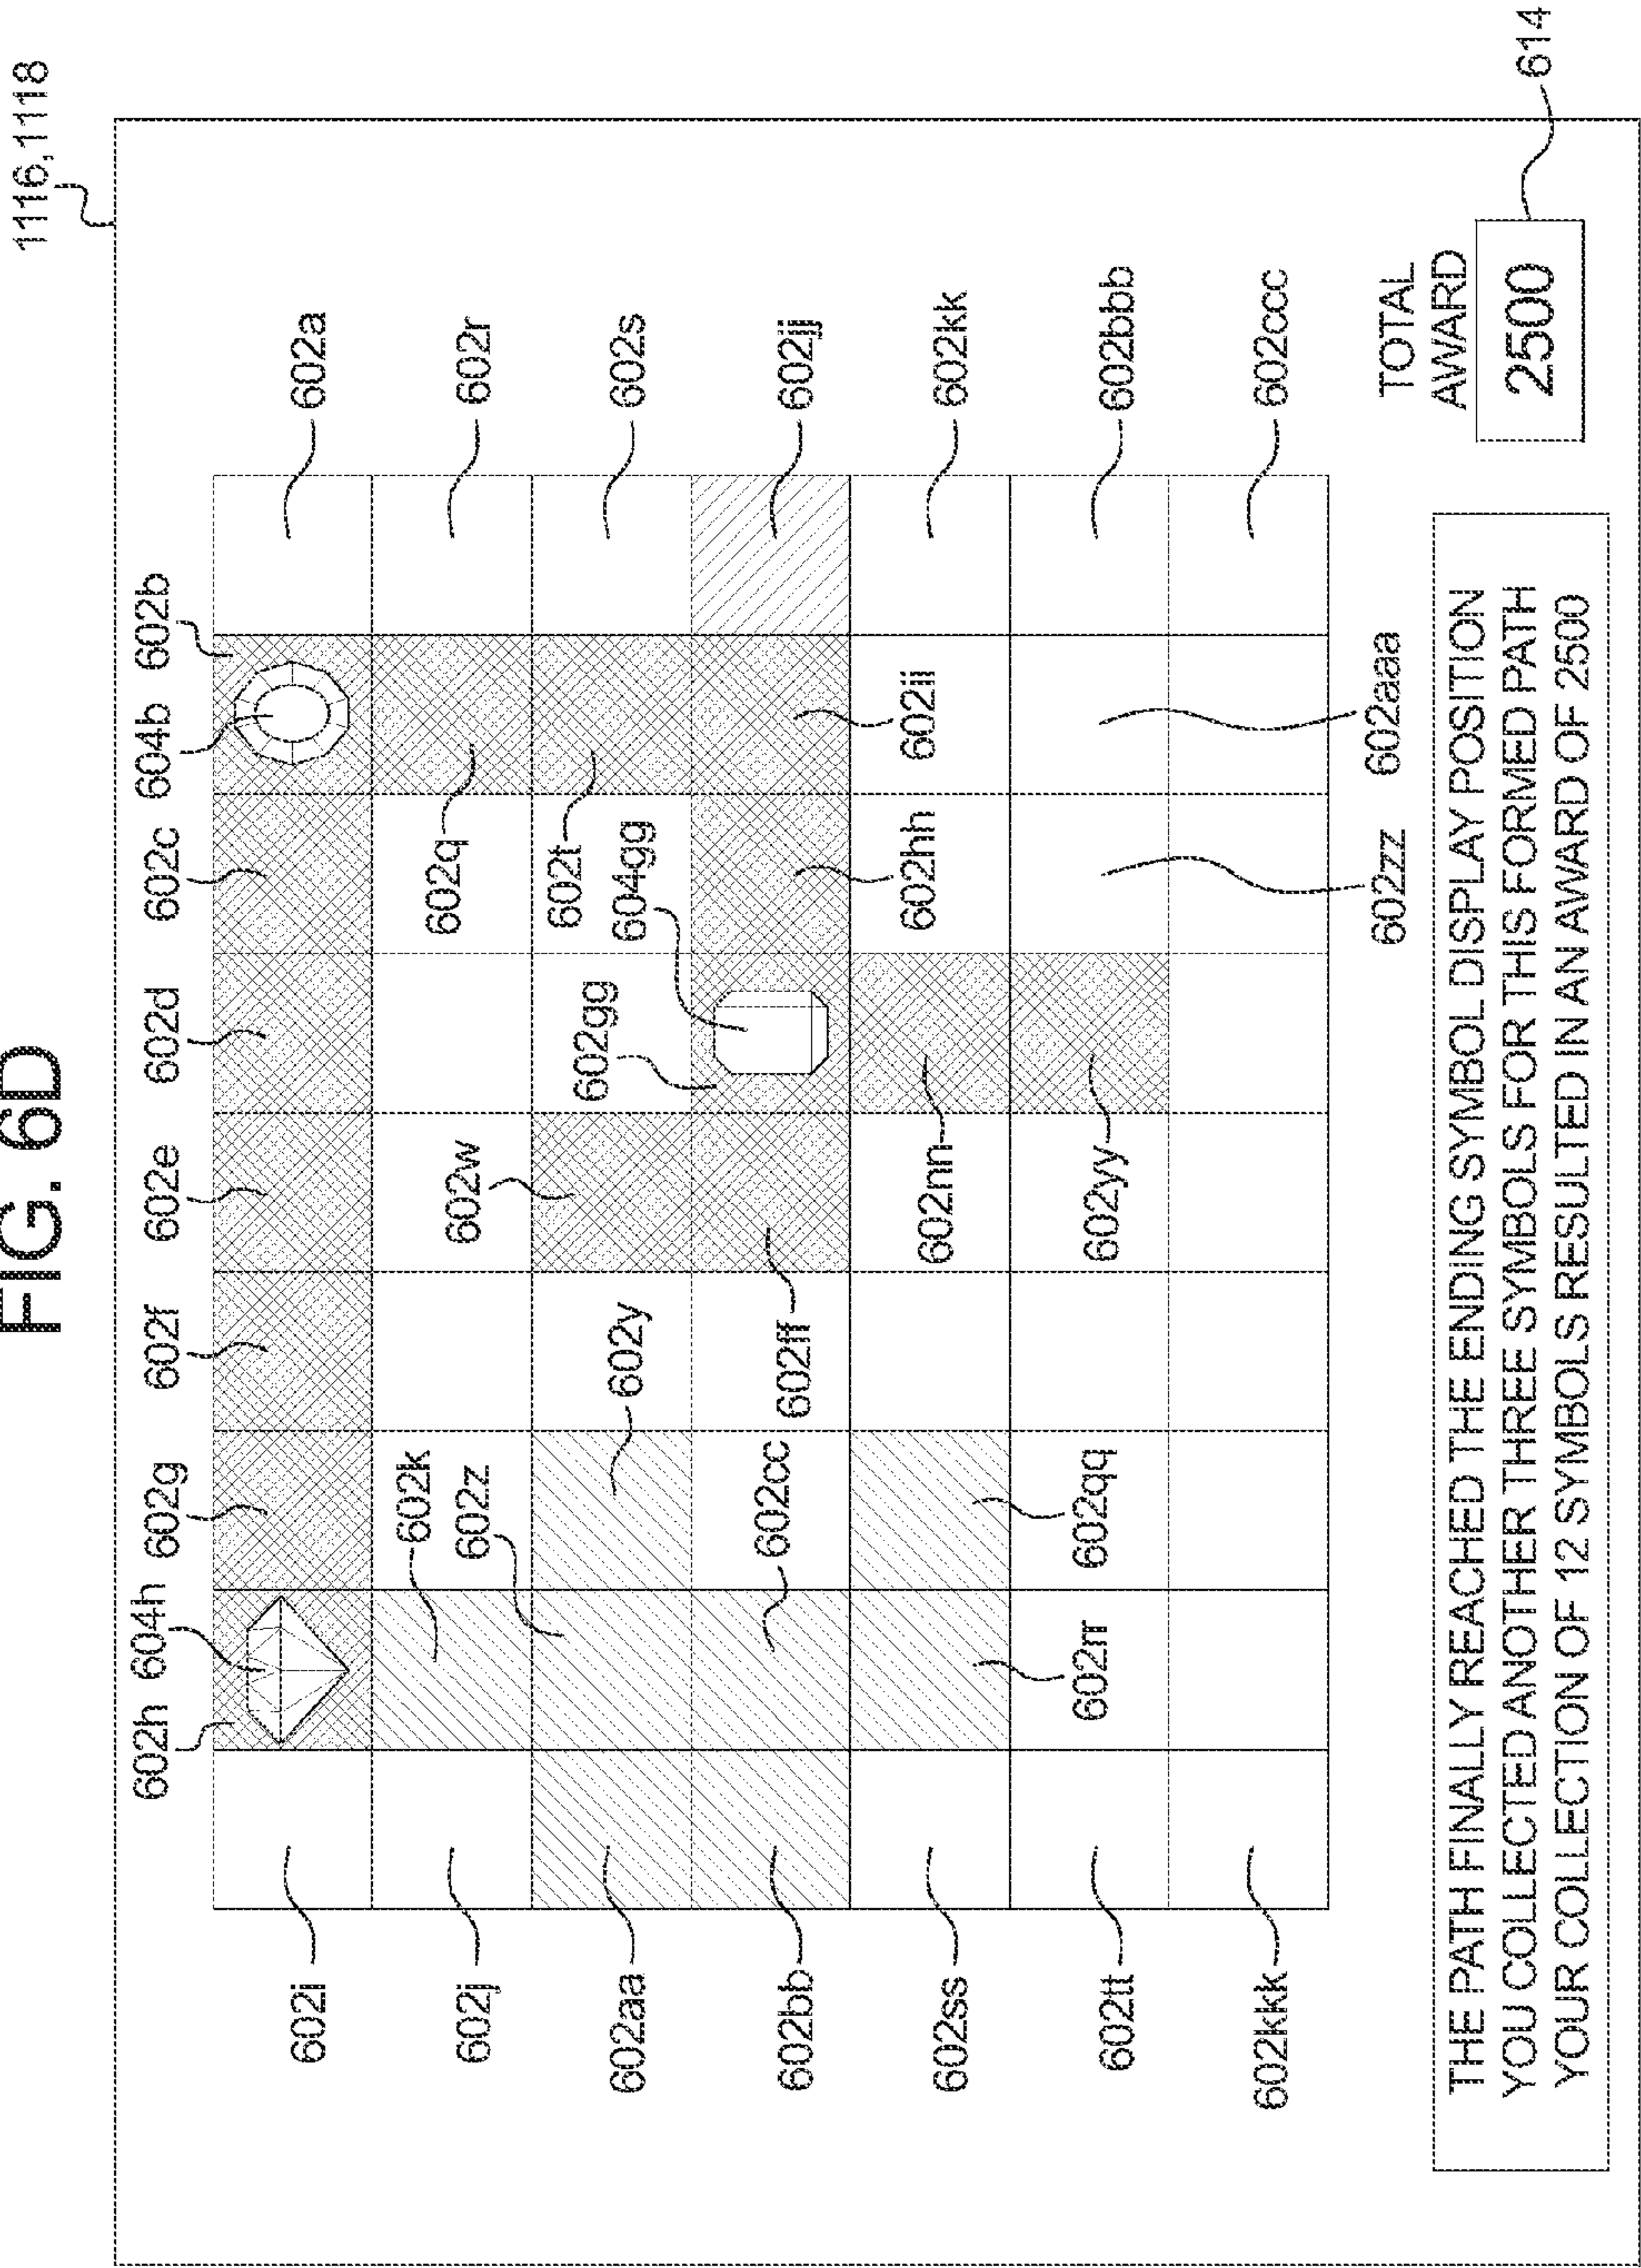 FIG. 6D
1116,1118
602h 604h 602g 602f 602e 602d 602c 604b 602b
602i 602a
602j 602k 602z 602w 602q 602r
602aa 602y 602gg 602t 604gg 602s
602bb 602cc 602ff 602jj
602ss 602nn 602hh 602ii 602kk
602tt 602rr 602qq 602yy 602bbb
602kkk 602ccc
602zz 602aaa
TOTAL
AWARD
2500
614
THE PATH FINALLY REACHED THE ENDING SYMBOL DISPLAY POSITION
YOU COLLECTED ANOTHER THREE SYMBOLS FOR THIS FORMED PATH
YOUR COLLECTION OF 12 SYMBOLS RESULTED IN AN AWARD OF 2500